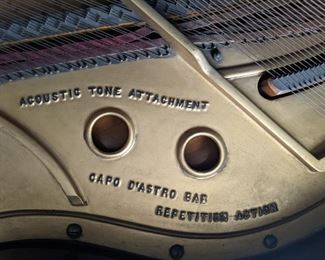 ACOUSTIC TONE ATTACHMENT
CAPO D'ASTRO BAR
REPETITION ACTION